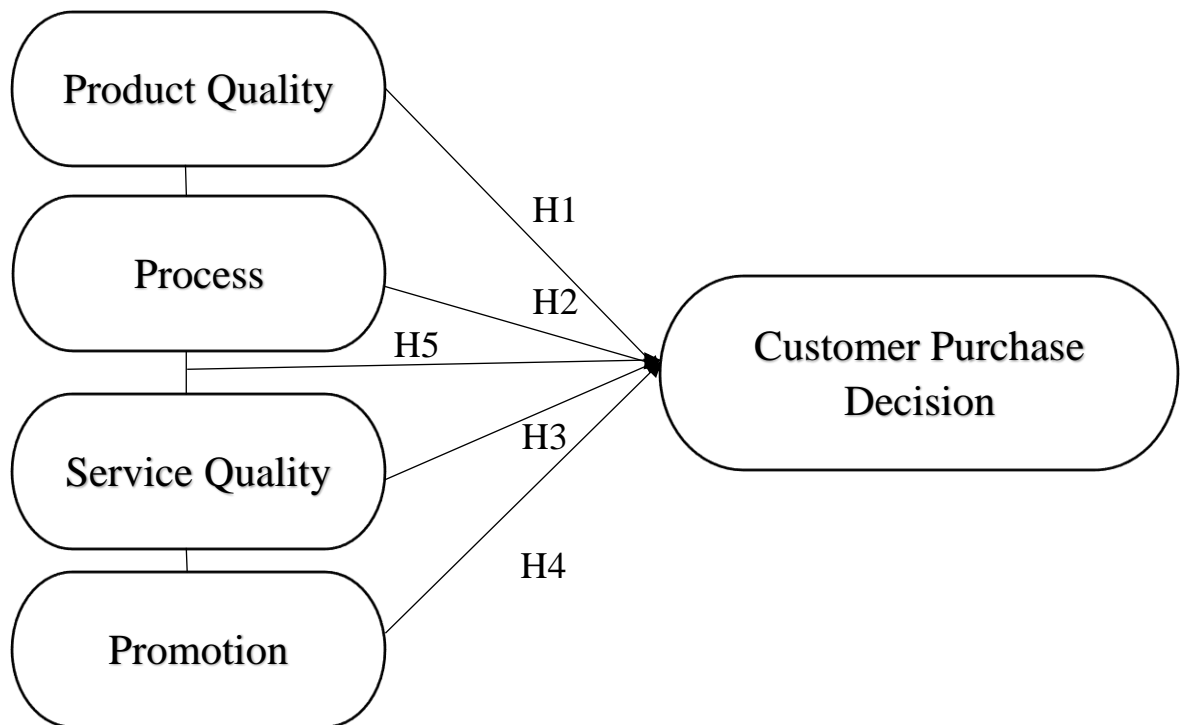 Product Quality
H1
Process
H2
H5
Customer Purchase
Decision
H3
Service Quality
H4
Promotion